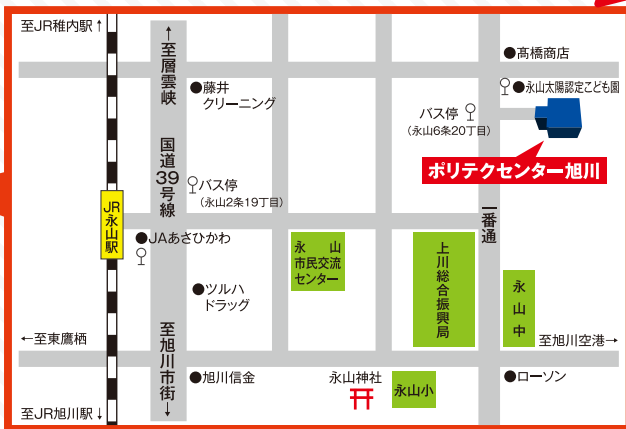 至JR稚内駅↑
←至層雲峡
国道39号線
至旭川市街→
●藤井
クリーニング
●髙橋商店
●永山太陽認定こども園
バス停
(永山6条20丁目)
ポリテクセンター旭川
バス停
(永山2条19丁目)
JR永山駅
●JAあさひかわ
一番通
永山
市民交流
センター
上川総合振興局
永山中
●ツルハ
ドラッグ
←至東鷹栖
至旭川空港→
●旭川信金
永山神社
永山小
●ローソン
至JR旭川駅↓